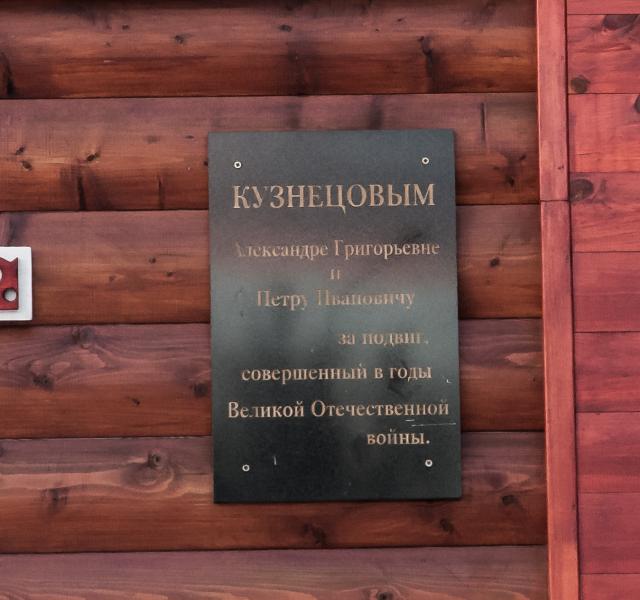 КУЗНЕЦОВЫМ
Александре Григорьевне
и
Петру Ивановичу
за подвиг,
совершенный в годы
Великой Отечественной
войны.